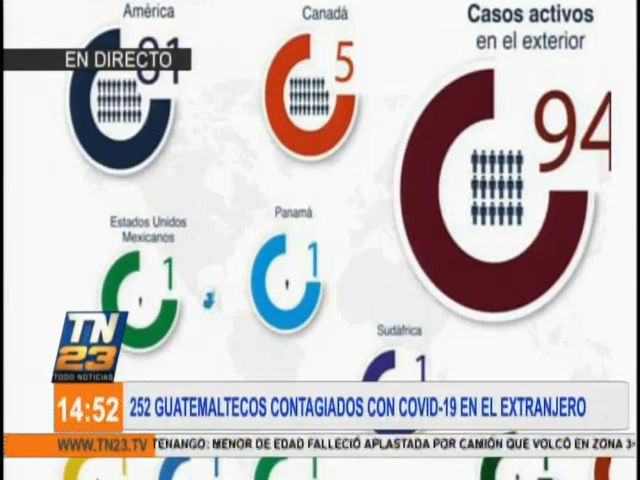 América
Canadá
Casos activos
en el exterior
EN DIRECTO
5
94
Estados Unidos
Mexicanos
Panamá
1
1
Sudáfrica
1
TN
23
TODO NOTICIAS
14:52
252 GUATEMALTECOS CONTAGIADOS CON COVID-19 EN EL EXTRANJERO
WWW.TN23.TV
TENANGO: MENOR DE EDAD FALLECIÓ APLASTADA POR CAMIÓN QUE VOLCÓ EN ZONA 3